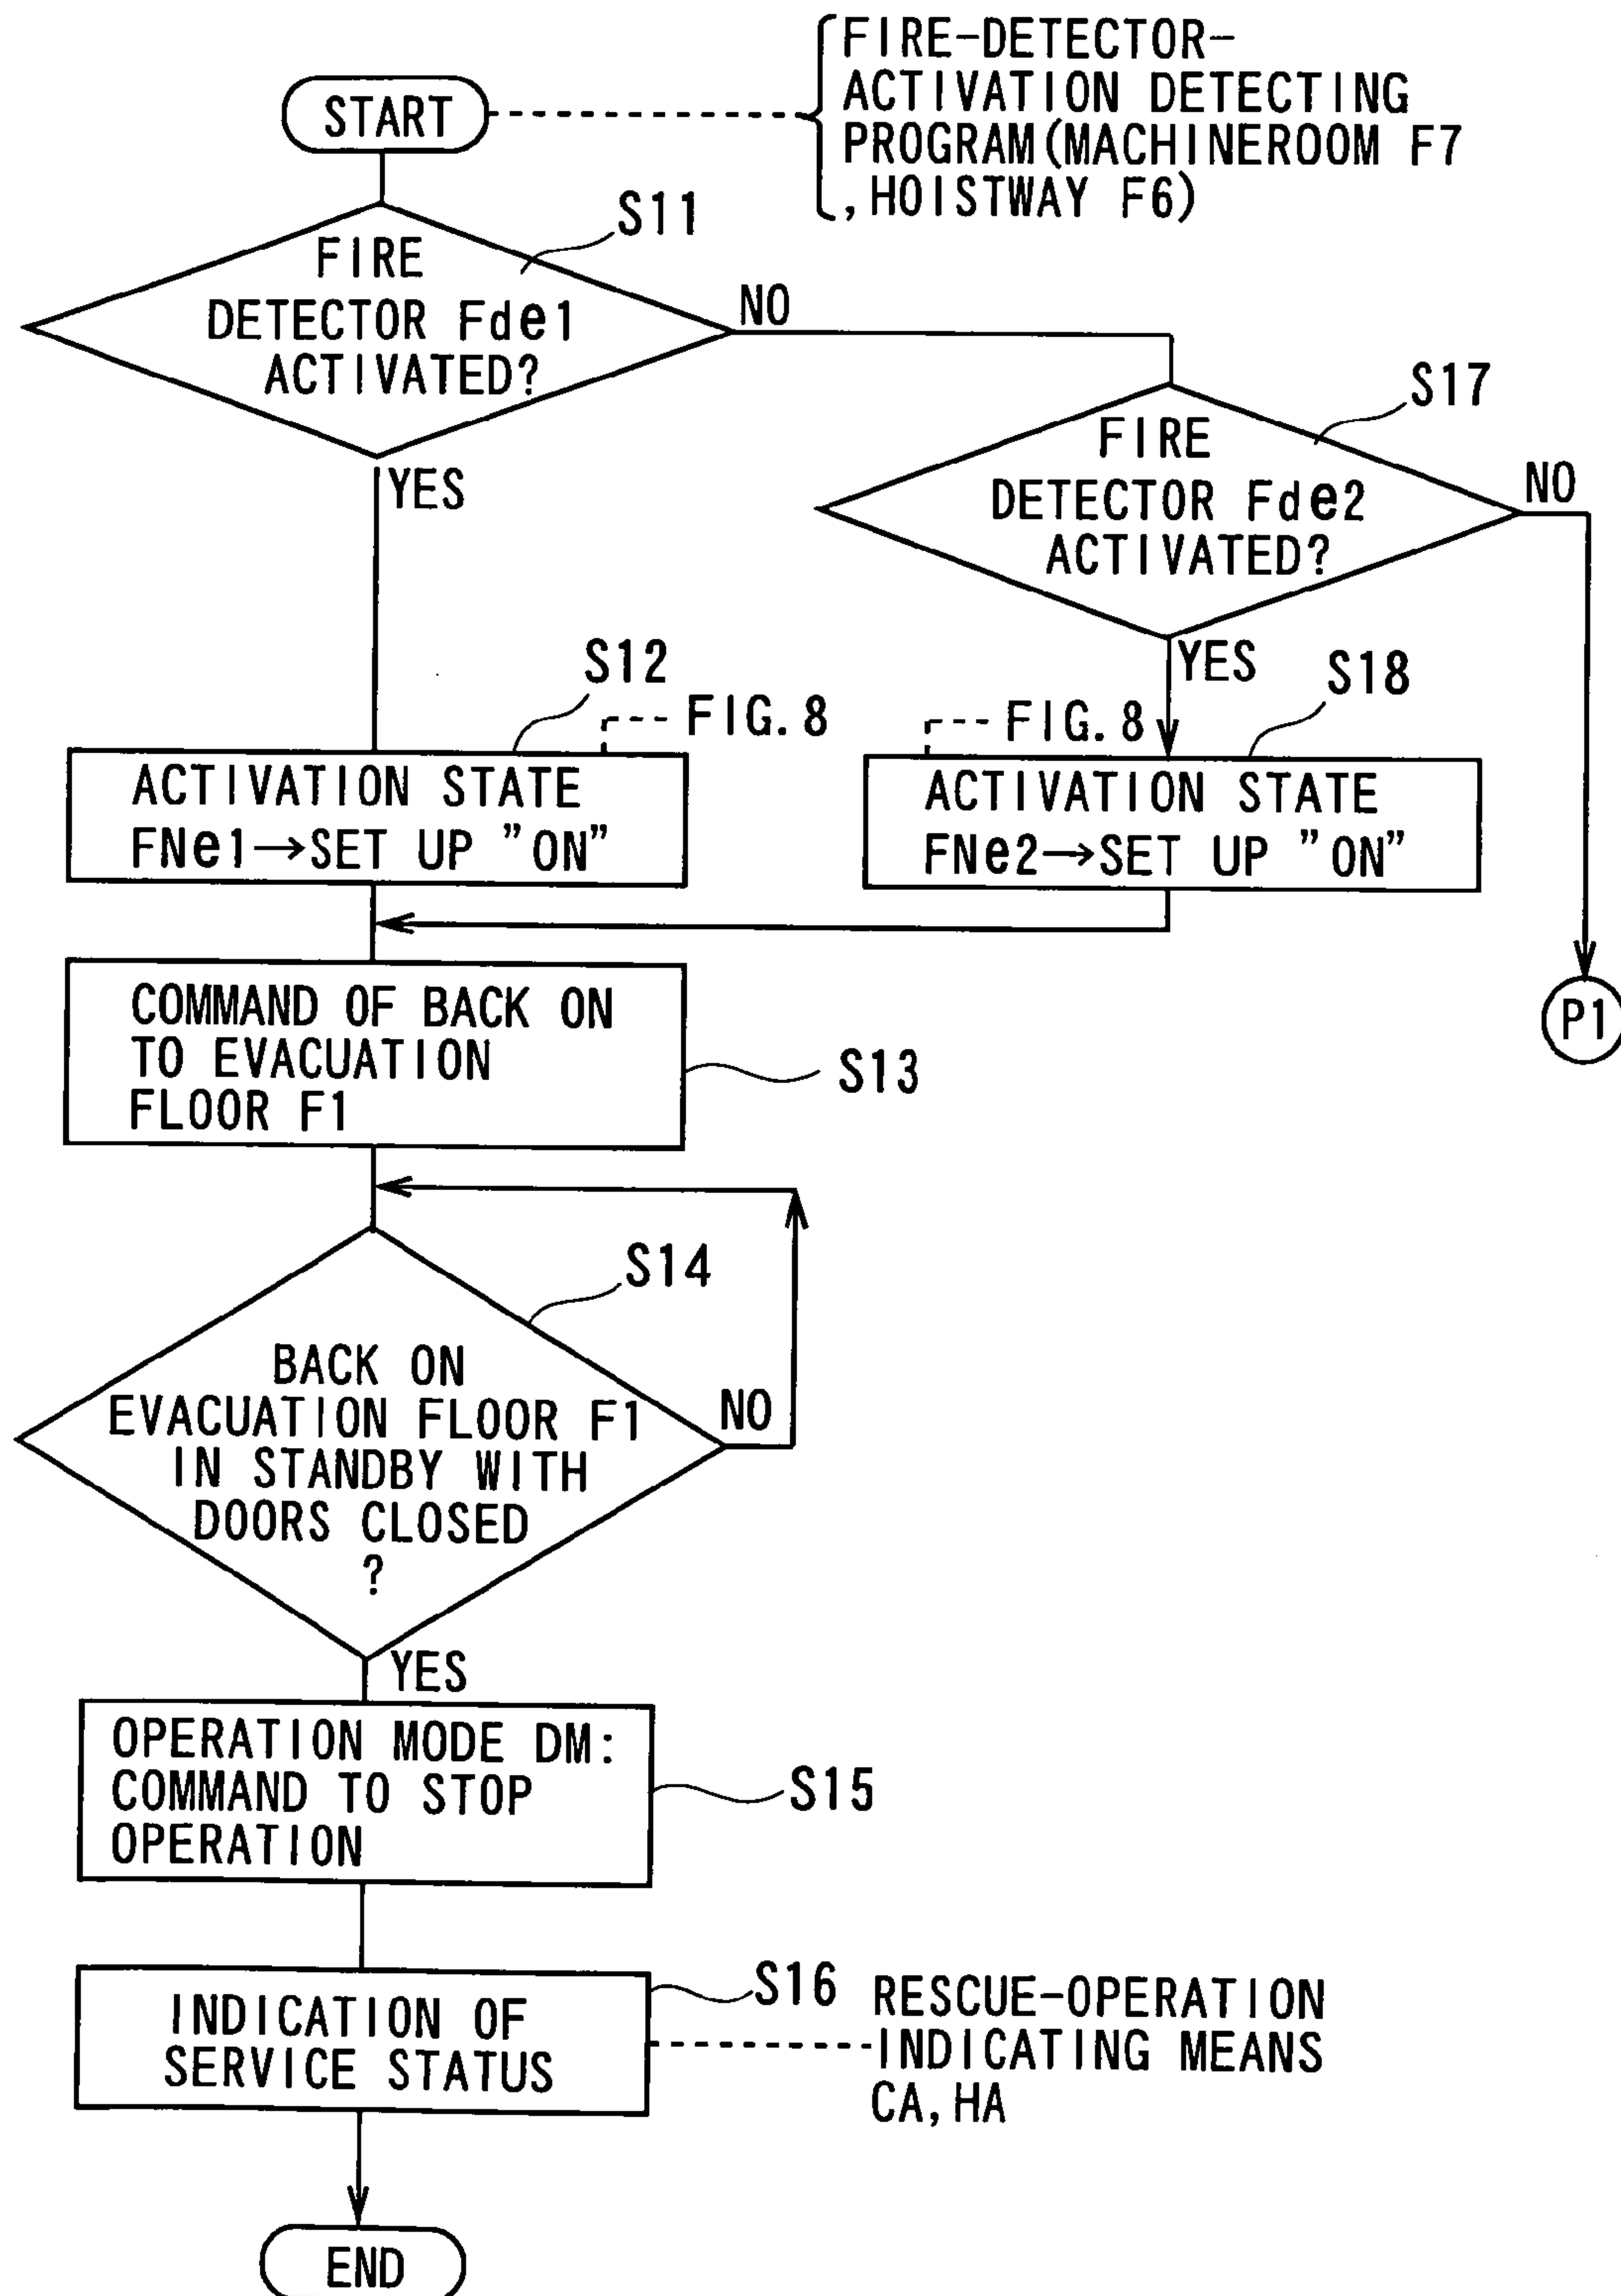 START
FIRE-DETECTOR-
ACTIVATION DETECTING
PROGRAM(MACHINEROOM F7
,HOISTWAY F6)
S11
FIRE
DETECTOR Fde1
ACTIVATED?
NO
YES
S17
FIRE
DETECTOR Fde2
ACTIVATED?
NO
YES
S12
FIG.8
ACTIVATION STATE
FNe1→SET UP "ON"
S18
FIG.8
ACTIVATION STATE
FNe2→SET UP "ON"
P1
COMMAND OF BACK ON
TO EVACUATION
FLOOR F1
S13
S14
BACK ON
EVACUATION FLOOR F1
IN STANDBY WITH
DOORS CLOSED
?
NO
YES
OPERATION MODE DM:
COMMAND TO STOP
OPERATION
S15
INDICATION OF
SERVICE STATUS
S16
RESCUE-OPERATION
INDICATING MEANS
CA,HA
END